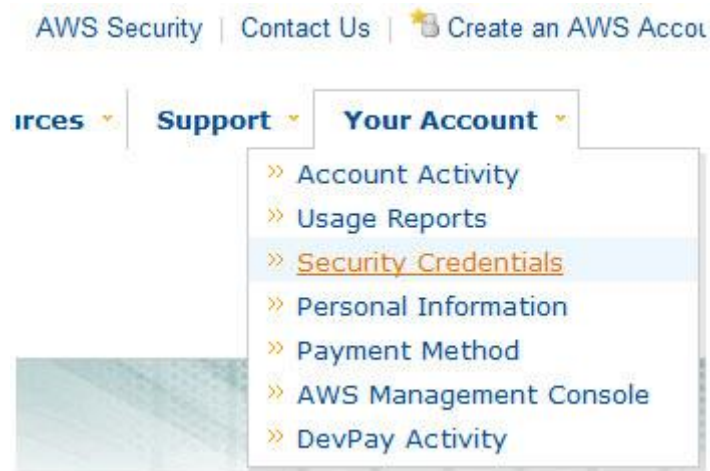 AWS Security | Contact Us | Create an AWS Accou
urces Support Your Account
» Account Activity
» Usage Reports
» Security Credentials
» Personal Information
» Payment Method
» AWS Management Console
» DevPay Activity